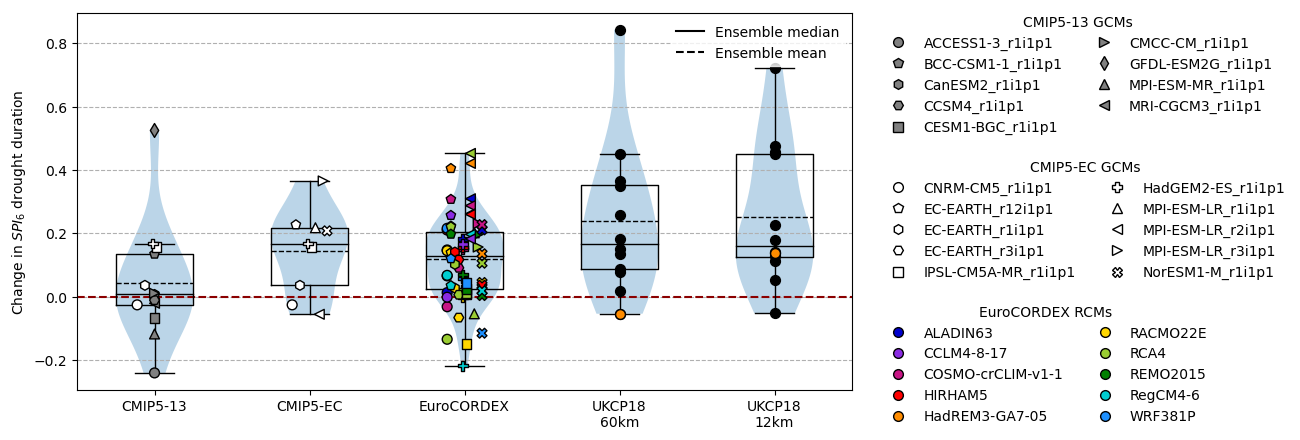 Change in SPI6 drought duration
0.8
0.6
0.4
0.2
0.0
−0.2
Ensemble median
Ensemble mean
CMIP5-13
CMIP5-EC
EuroCORDEX
UKCP18
60km
UKCP18
12km
CMIP5-13 GCMs
ACCESS1-3_r1i1p1
BCC-CSM1-1_r1i1p1
CanESM2_r1i1p1
CCSM4_r1i1p1
CESM1-BGC_r1i1p1
CMCC-CM_r1i1p1
GFDL-ESM2G_r1i1p1
MPI-ESM-MR_r1i1p1
MRI-CGCM3_r1i1p1
CMIP5-EC GCMs
CNRM-CM5_r1i1p1
EC-EARTH_r12i1p1
EC-EARTH_r1i1p1
EC-EARTH_r3i1p1
IPSL-CM5A-MR_r1i1p1
HadGEM2-ES_r1i1p1
MPI-ESM-LR_r1i1p1
MPI-ESM-LR_r2i1p1
MPI-ESM-LR_r3i1p1
NorESM1-M_r1i1p1
EuroCORDEX RCMs
ALADIN63
CCLM4-8-17
COSMO-crCLIM-v1-1
HIRHAM5
HadREM3-GA7-05
RACMO22E
RCA4
REMO2015
RegCM4-6
WRF381P